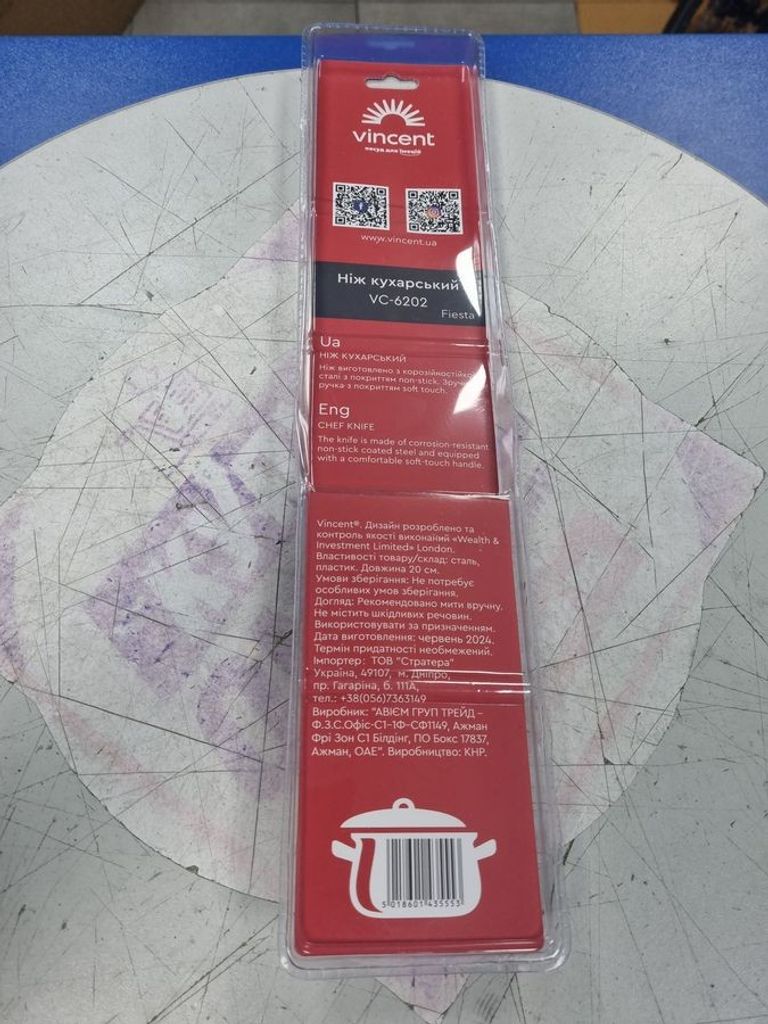 vincent
посуд для емоцій
www.vincent.ua
Ніж кухарський
VC-6202
Fiesta
Ua
НІЖ КУХАРСЬКИЙ
Ніж виготовлено з корозійностійкої
сталі з покриттям non-stick. Зручна
ручка з покриттям soft touch.
Eng
CHEF KNIFE
The knife is made of corrosion-resistant
non-stick coated steel and equipped
with a comfortable soft-touch handle.
Vincent®. Дизайн розроблено та
контроль якості виконаний «Wealth &
Investment Limited» London.
Властивості товару/склад: сталь,
пластик. Довжина 20 см.
Умови зберігання: Не потребує
особливих умов зберігання.
Догляд: Рекомендовано мити вручну.
Не містить шкідливих речовин.
Використовувати за призначенням.
Дата виготовлення: червень 2024.
Термін придатності необмежений.
Імпортер: ТОВ "Стратера"
Україна, 49107, м. Дніпро,
пр. Гагаріна, б. 111А,
тел.: +38(056)7363149
Виробник: "АВІЄМ ГРУП ТРЕЙД –
Ф.З.С.Офіс-С1-1Ф-СФ1149, Ажман
Фрі Зон С1 Білдінг, ПО Бокс 17837,
Ажман, ОАЕ". Виробництво: КНР.
5 018601 435553